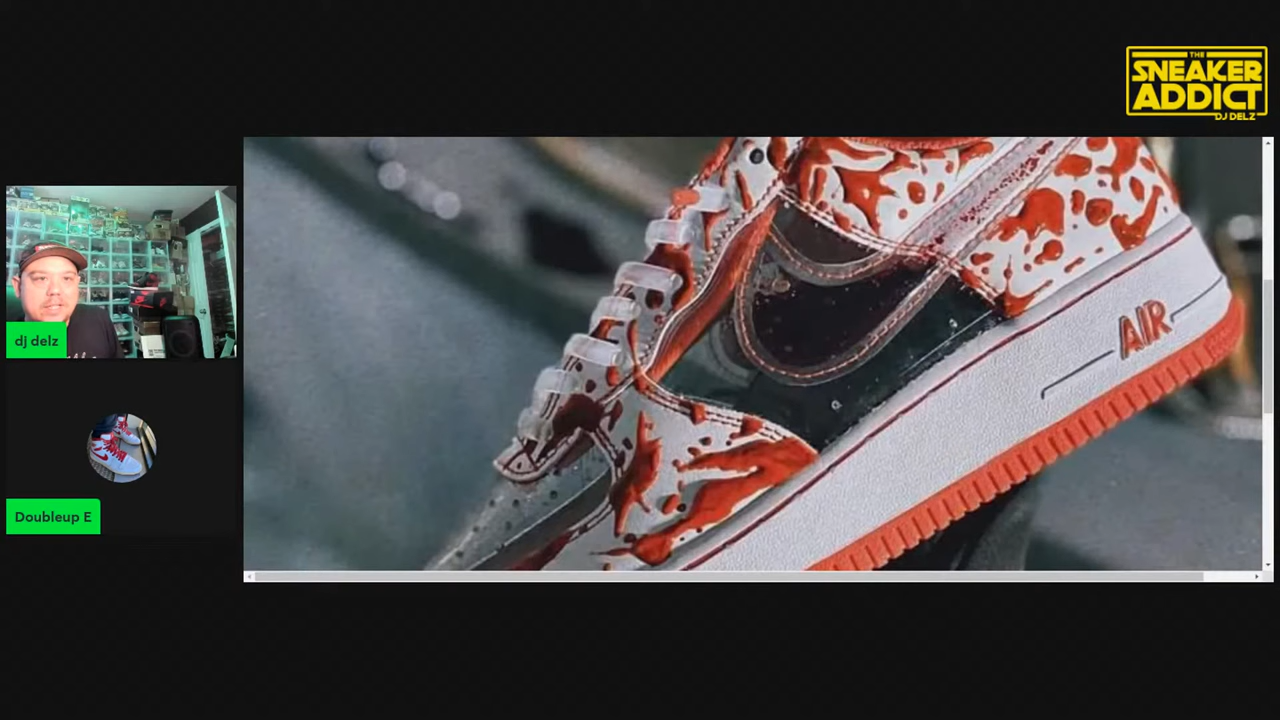 THE
SNEAKER
ADDICT
DJ DELZ
AIR
dj delz
Doubleup E